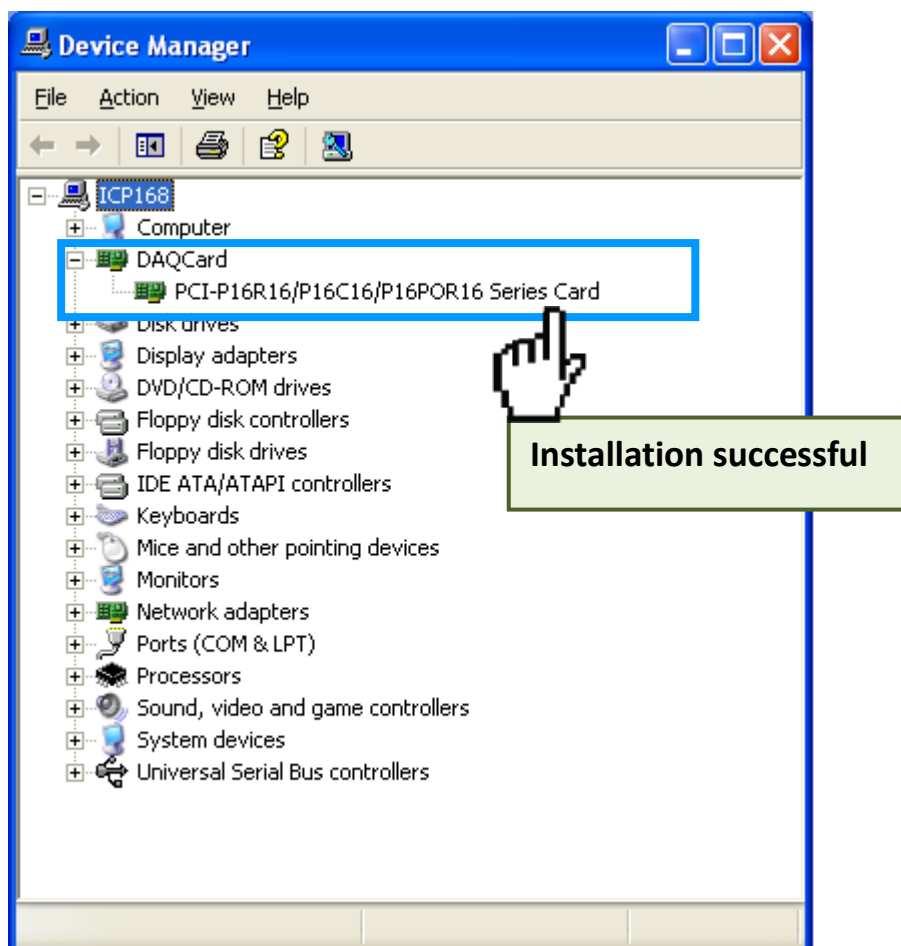 Device Manager
File Action View Help
ICP168
Computer
DAQCard
PCI-P16R16/P16C16/P16POR16 Series Card
Disk drives
Display adapters
DVD/CD-ROM drives
Floppy disk controllers
Floppy disk drives
Installation successful
IDE ATA/ATAPI controllers
Keyboards
Mice and other pointing devices
Monitors
Network adapters
Ports (COM & LPT)
Processors
Sound, video and game controllers
System devices
Universal Serial Bus controllers